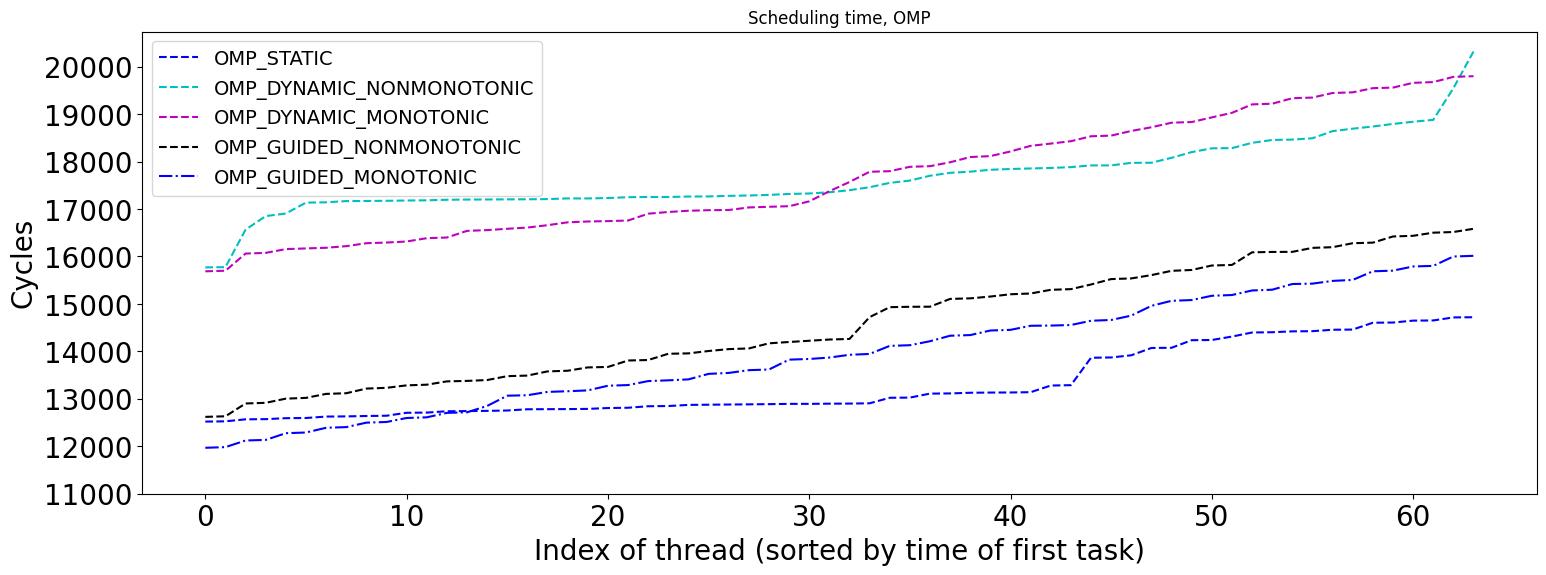 Scheduling time, OMP
OMP_STATIC
OMP_DYNAMIC_NONMONOTONIC
OMP_DYNAMIC_MONOTONIC
OMP_GUIDED_NONMONOTONIC
OMP_GUIDED_MONOTONIC
Cycles
20000
19000
18000
17000
16000
15000
14000
13000
12000
11000
0 10 20 30 40 50 60
Index of thread (sorted by time of first task)